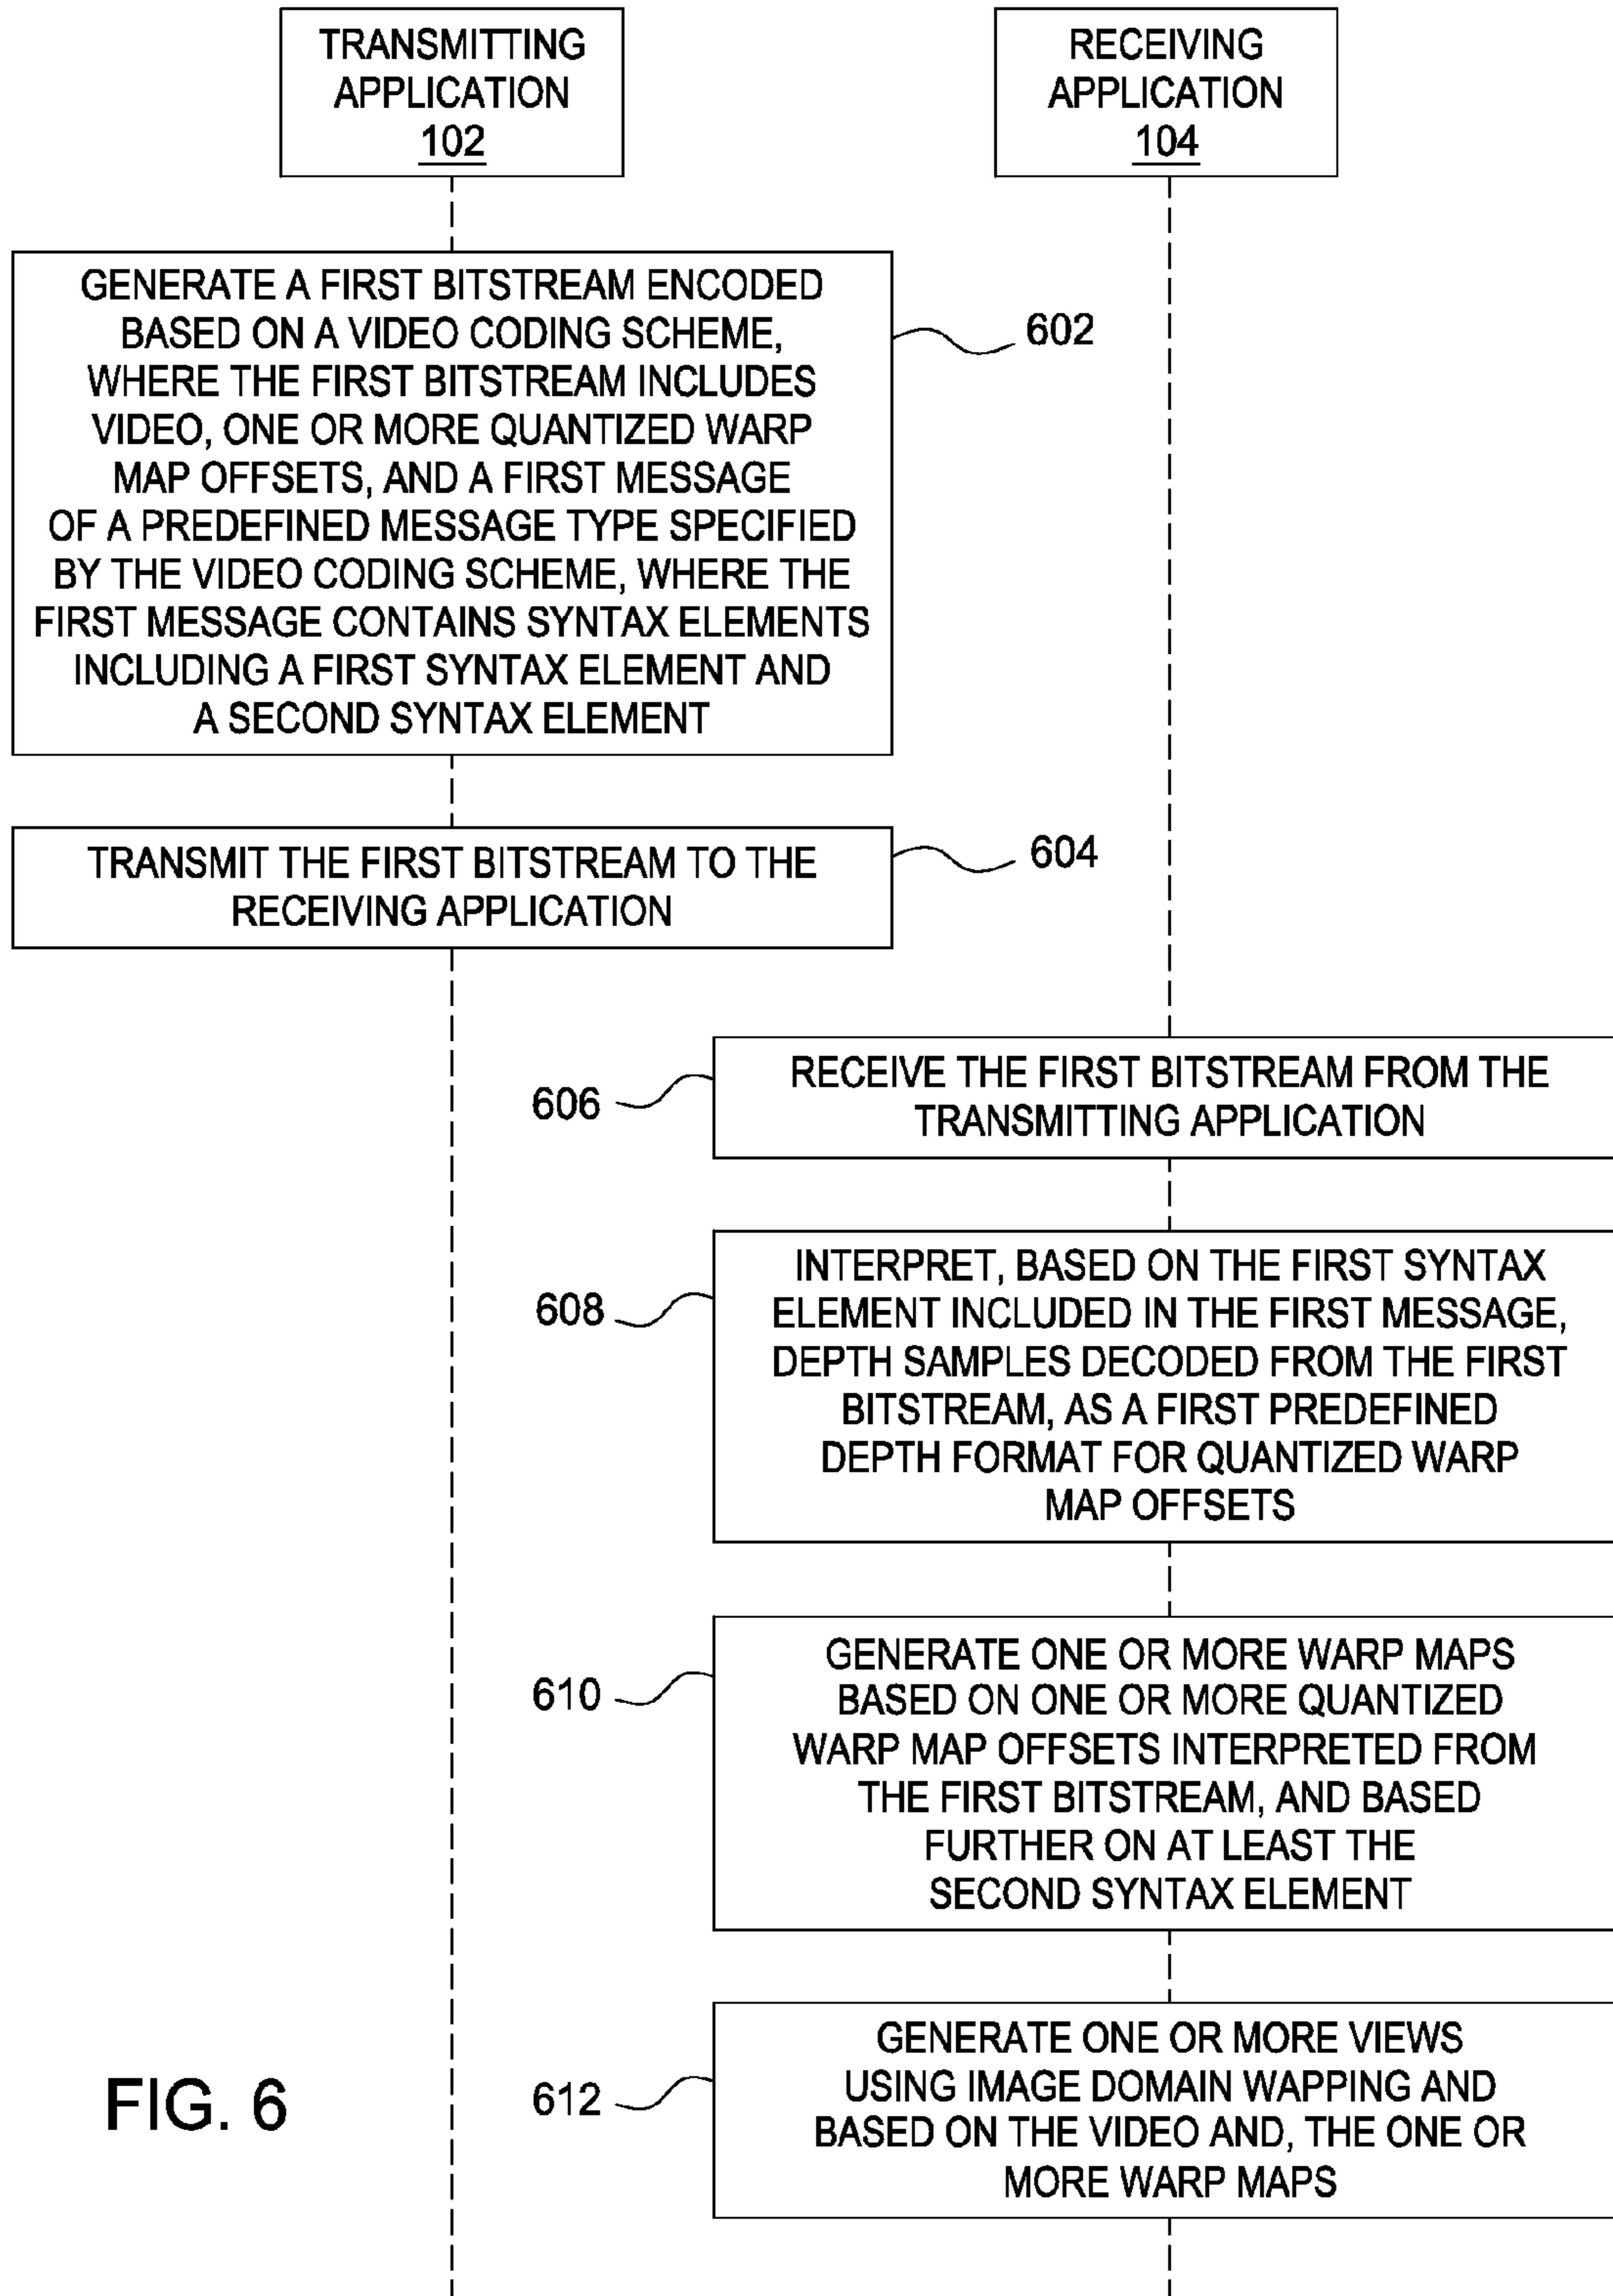 TRANSMITTING
APPLICATION
102
RECEIVING
APPLICATION
104
GENERATE A FIRST BITSTREAM ENCODED
BASED ON A VIDEO CODING SCHEME,
WHERE THE FIRST BITSTREAM INCLUDES
VIDEO, ONE OR MORE QUANTIZED WARP
MAP OFFSETS, AND A FIRST MESSAGE
OF A PREDEFINED MESSAGE TYPE SPECIFIED
BY THE VIDEO CODING SCHEME, WHERE THE
FIRST MESSAGE CONTAINS SYNTAX ELEMENTS
INCLUDING A FIRST SYNTAX ELEMENT AND
A SECOND SYNTAX ELEMENT
602
TRANSMIT THE FIRST BITSTREAM TO THE
RECEIVING APPLICATION
604
606
RECEIVE THE FIRST BITSTREAM FROM THE
TRANSMITTING APPLICATION
608
INTERPRET, BASED ON THE FIRST SYNTAX
ELEMENT INCLUDED IN THE FIRST MESSAGE,
DEPTH SAMPLES DECODED FROM THE FIRST
BITSTREAM, AS A FIRST PREDEFINED
DEPTH FORMAT FOR QUANTIZED WARP
MAP OFFSETS
610
GENERATE ONE OR MORE WARP MAPS
BASED ON ONE OR MORE QUANTIZED
WARP MAP OFFSETS INTERPRETED FROM
THE FIRST BITSTREAM, AND BASED
FURTHER ON AT LEAST THE
SECOND SYNTAX ELEMENT
612
GENERATE ONE OR MORE VIEWS
USING IMAGE DOMAIN WAPPING AND
BASED ON THE VIDEO AND, THE ONE OR
MORE WARP MAPS
FIG. 6